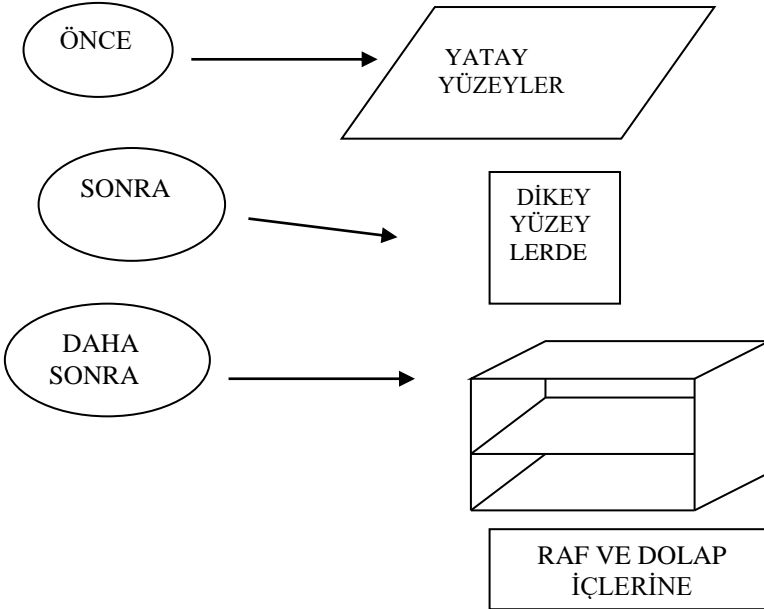 ÖNCE
YATAY
YÜZEYLER
SONRA
DİKEY
YÜZEY
LERDE
DAHA
SONRA
RAF VE DOLAP
İÇLERİNE